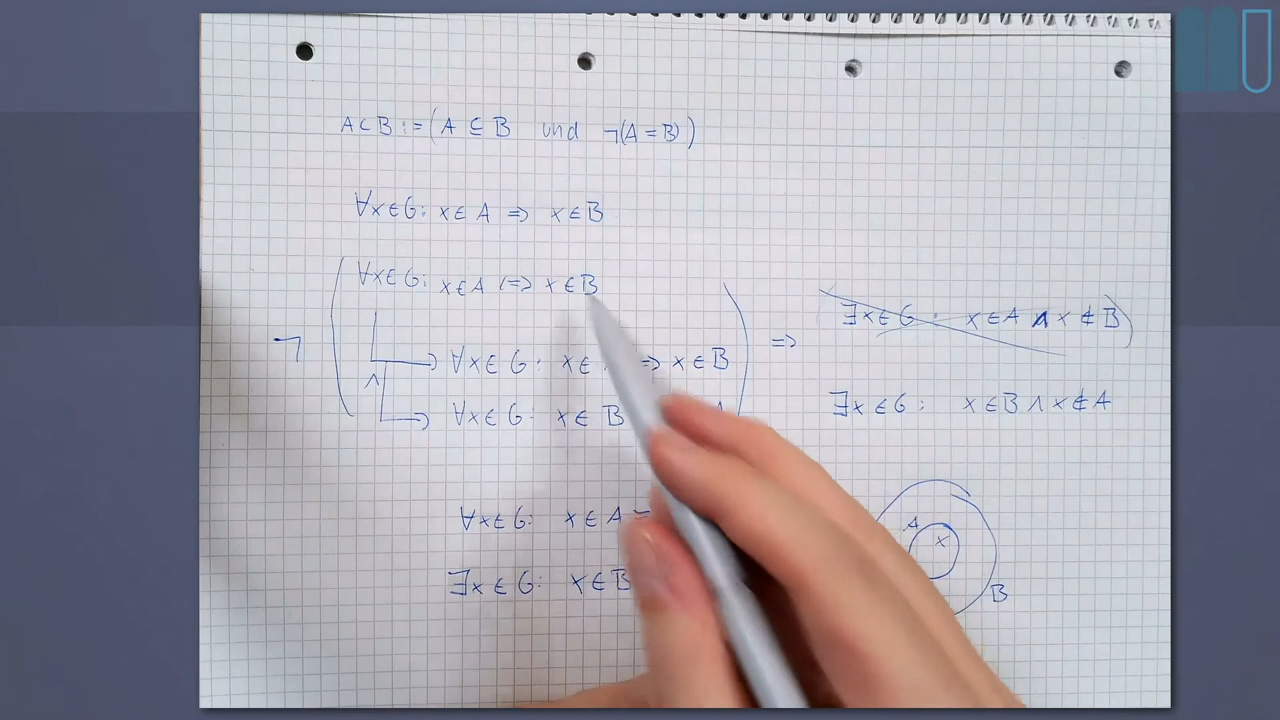 A ⊂ B := (A ⊆ B und ¬(A = B))
∀x∈G: x∈A ⇒ x∈B
∀x∈G: x∈A ⇔ x∈B
¬
∀x∈G: x∈ ⇒ x∈B
∧
∀x∈G: x∈B
⇒
∃x∈G: x∈A ∧ x∉B
∃x∈G: x∈B ∧ x∉A
∀x∈G: x∈A
∃x∈G: x∈B
A
x
B